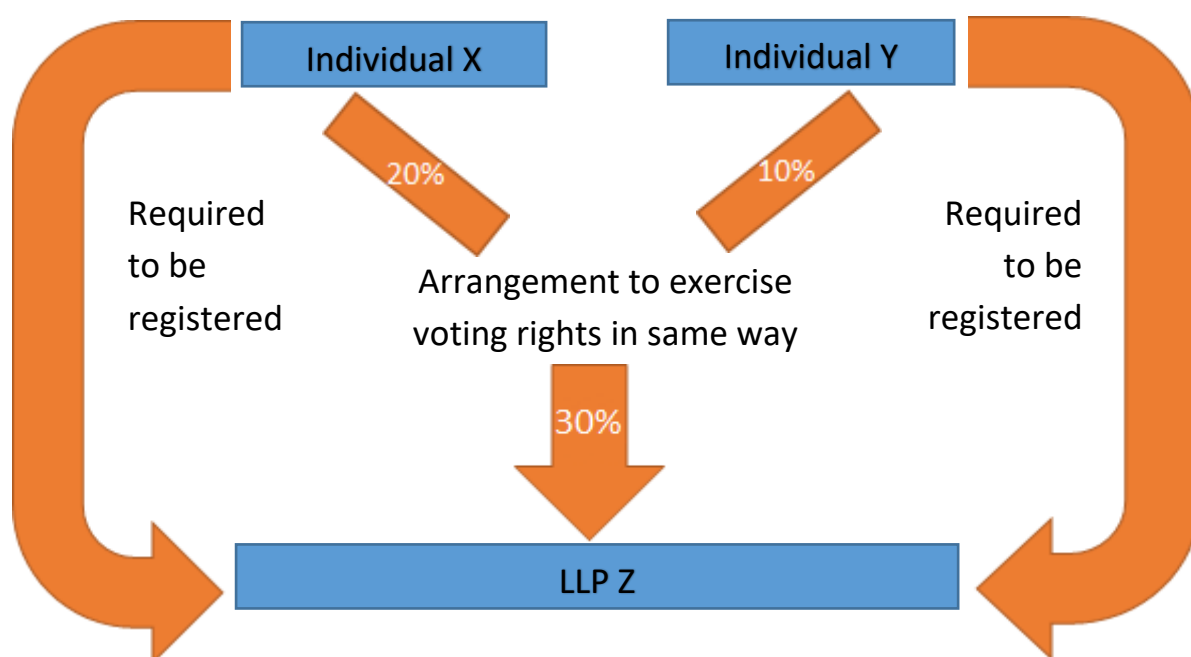 Individual X
Individual Y
20%
10%
Required
to be
registered
Required
to be
registered
Arrangement to exercise
voting rights in same way
30%
LLP Z